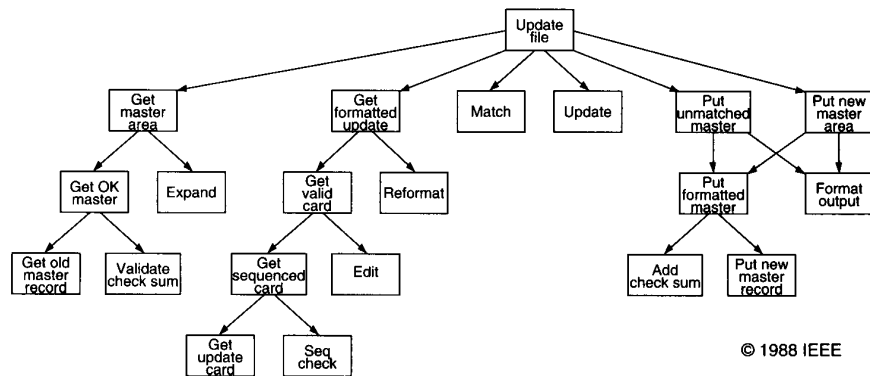 Update
file
Get
master
area
Get
formatted
update
Match
Update
Put
unmatched
master
Put new
master
area
Get OK
master
Expand
Get
valid
card
Reformat
Put
formatted
master
Format
output
Get old
master
record
Validate
check sum
Get
sequenced
card
Edit
Add
check sum
Put new
master
record
Get
update
card
Seq
check
© 1988 IEEE